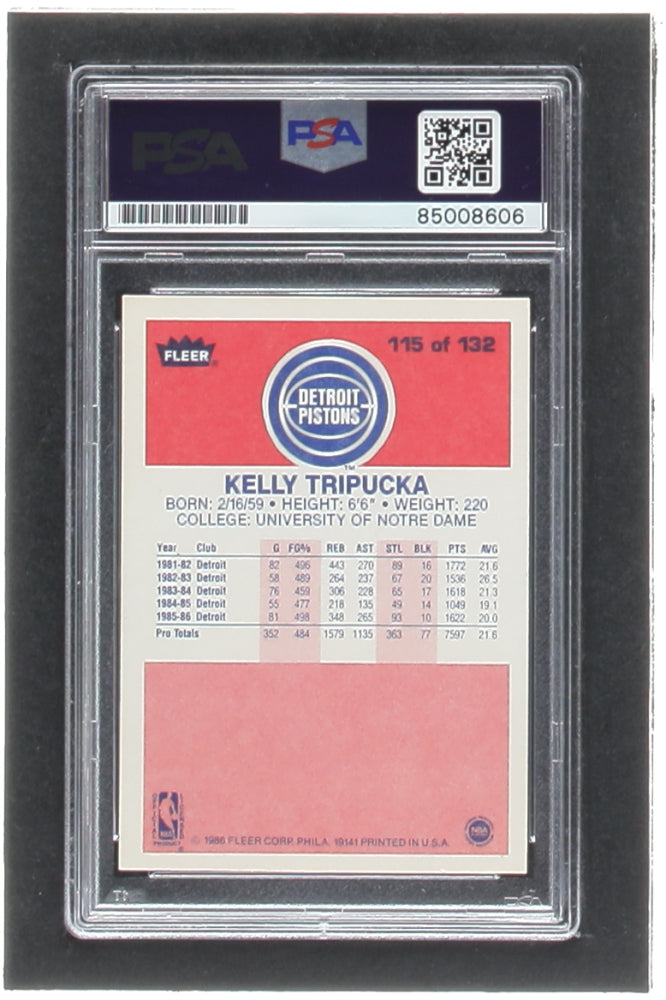 PSA
PSA
85008606
FLEER
115 of 132
DETROIT
PISTONS
KELLY TRIPUCKA
BORN: 2/16/59 • HEIGHT: 6'6" • WEIGHT: 220
COLLEGE: UNIVERSITY OF NOTRE DAME
Year Club G FG% REB AST STL BLK PTS AVG
1981-82 Detroit 82 496 443 270 89 16 1772 21.6
1982-83 Detroit 58 489 264 237 67 20 1536 26.5
1983-84 Detroit 76 459 306 228 65 17 1618 21.3
1984-85 Detroit 55 477 218 135 49 14 1049 19.1
1985-86 Detroit 81 498 348 265 93 10 1622 20.0
Pro Totals 352 484 1579 1135 363 77 7597 21.6
NBA
PRODUCT
© 1986 FLEER CORP. PHILA. 19141 PRINTED IN U.S.A.
NBA
PSA